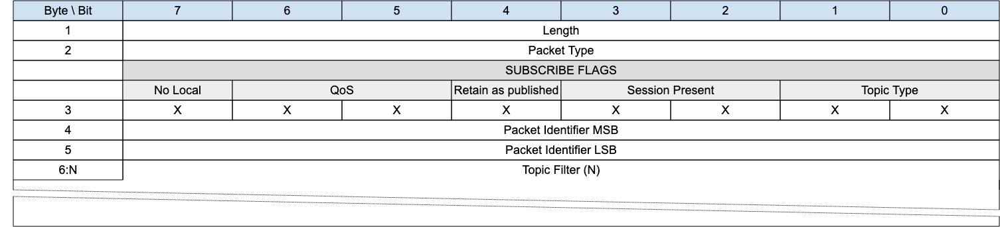 Byte \ Bit 7 6 5 4 3 2 1 0
1 Length
2 Packet Type
SUBSCRIBE FLAGS
No Local QoS Retain as published Session Present Topic Type
3 X X X X X X X X
4 Packet Identifier MSB
5 Packet Identifier LSB
6:N Topic Filter (N)